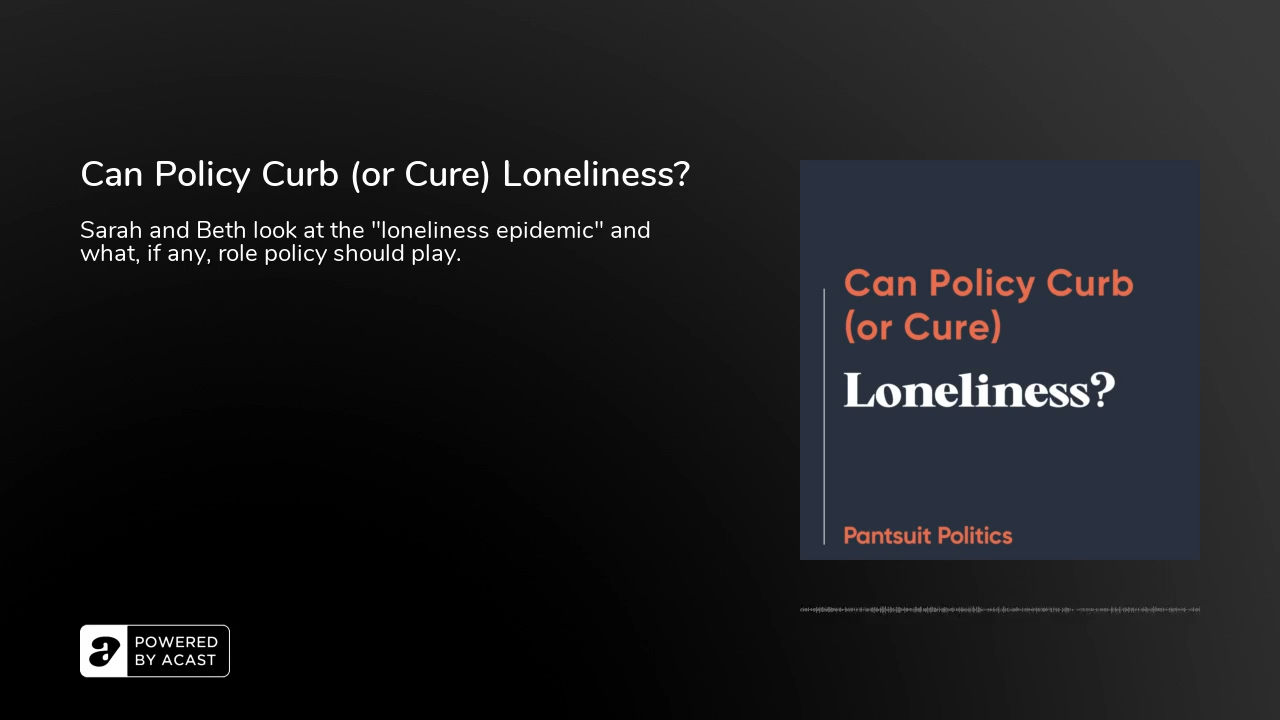 Can Policy Curb (or Cure) Loneliness?
Sarah and Beth look at the "loneliness epidemic" and
what, if any, role policy should play.
Can Policy Curb
(or Cure)
Loneliness?
Pantsuit Politics
POWERED
BY ACAST